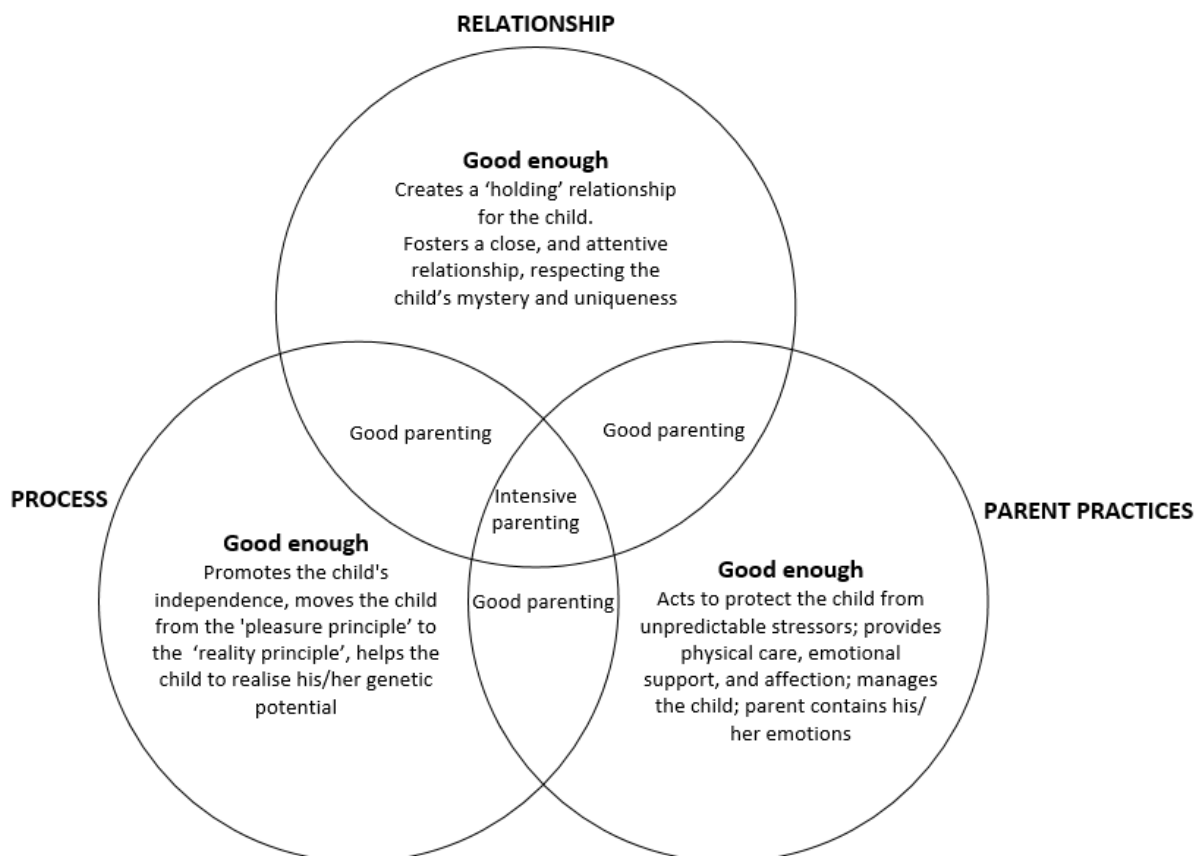 RELATIONSHIP
Good enough
Creates a ‘holding’ relationship
for the child.
Fosters a close, and attentive
relationship, respecting the
child’s mystery and uniqueness
Good parenting
Good parenting
Intensive
parenting
PROCESS
PARENT PRACTICES
Good enough
Promotes the child's
independence, moves the child
from the 'pleasure principle’ to
the ‘reality principle’, helps the
child to realise his/her genetic
potential
Good parenting
Good enough
Acts to protect the child from
unpredictable stressors; provides
physical care, emotional
support, and affection; manages
the child; parent contains his/
her emotions